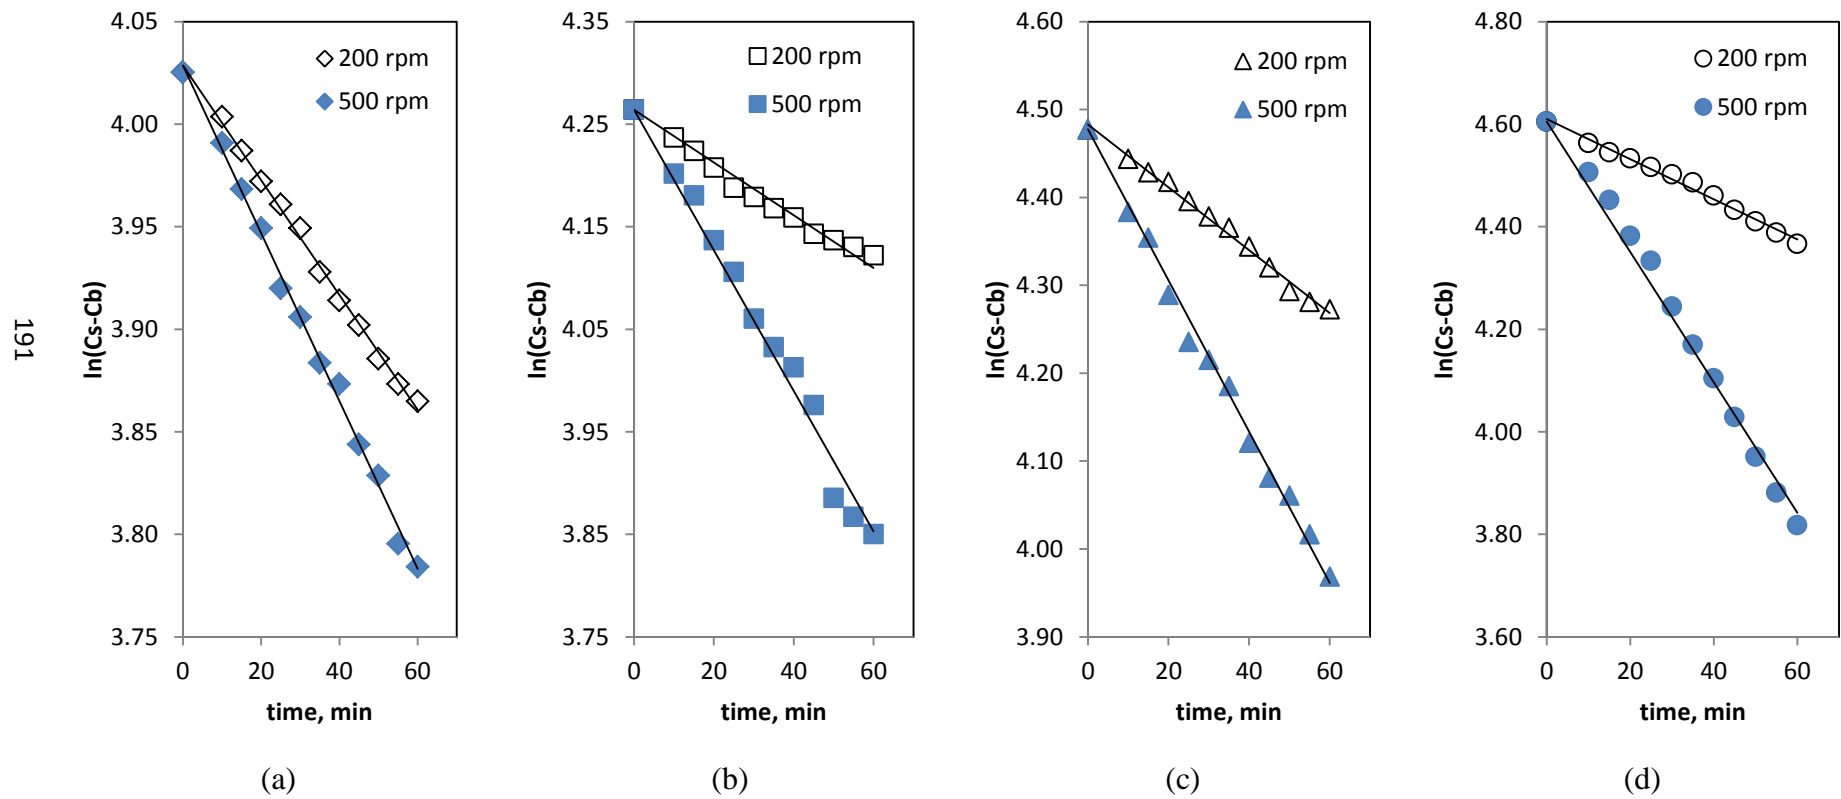 191
ln(Cs-Cb)
4.05
4.00
3.95
3.90
3.85
3.80
3.75
0 20 40 60
time, min
200 rpm
500 rpm
(a)
ln(Cs-Cb)
4.35
4.25
4.15
4.05
3.95
3.85
3.75
0 20 40 60
time, min
200 rpm
500 rpm
(b)
ln(Cs-Cb)
4.60
4.50
4.40
4.30
4.20
4.10
4.00
3.90
0 20 40 60
time, min
200 rpm
500 rpm
(c)
ln(Cs-Cb)
4.80
4.60
4.40
4.20
4.00
3.80
3.60
0 20 40 60
time, min
200 rpm
500 rpm
(d)